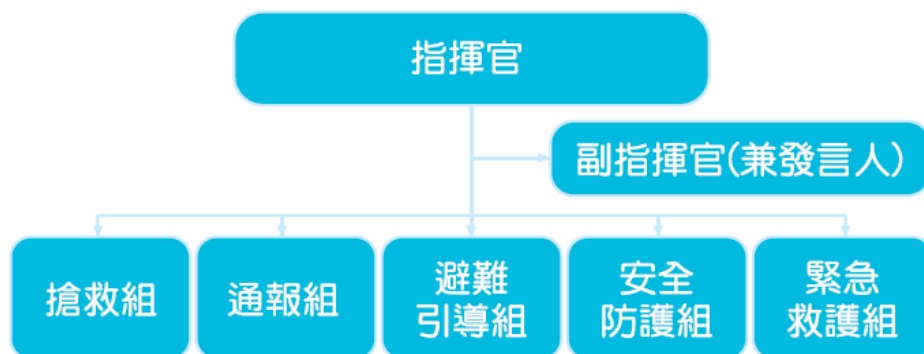 指揮官
副指揮官(兼發言人)
搶救組
通報組
避難
引導組
安全
防護組
緊急
救護組